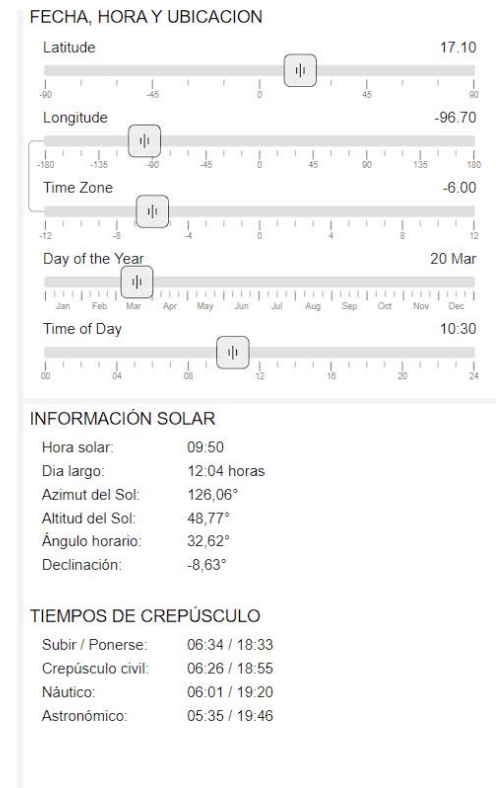 FECHA, HORA Y UBICACION
Latitude 17.10
-90 -45 0 45 90
Longitude -96.70
-180 -135 -90 -45 0 45 90 135 180
Time Zone -6.00
-12 -8 -4 0 4 8 12
Day of the Year 20 Mar
Jan Feb Mar Apr May Jun Jul Aug Sep Oct Nov Dec
Time of Day 10:30
00 04 08 12 16 20 24
INFORMACIÓN SOLAR
Hora solar: 09:50
Dia largo: 12:04 horas
Azimut del Sol: 126,06°
Altitud del Sol: 48,77°
Ángulo horario: 32,62°
Declinación: -8,63°
TIEMPOS DE CREPÚSCULO
Subir / Ponerse: 06:34 / 18:33
Crepúsculo civil: 06:26 / 18:55
Náutico: 06:01 / 19:20
Astronómico: 05:35 / 19:46